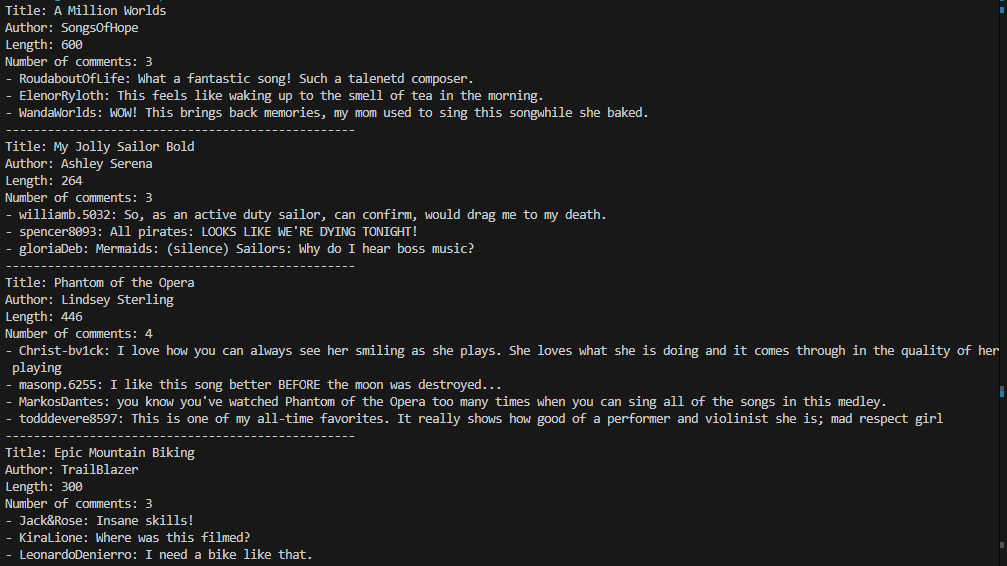 Title: A Million Worlds
Author: SongsOfHope
Length: 600
Number of comments: 3
- RoudaboutOfLife: What a fantastic song! Such a talenetd composer.
- ElenorRyloth: This feels like waking up to the smell of tea in the morning.
- WandaWorlds: WOW! This brings back memories, my mom used to sing this songwhile she baked.
--------------------------------------------------
Title: My Jolly Sailor Bold
Author: Ashley Serena
Length: 264
Number of comments: 3
- williamb.5032: So, as an active duty sailor, can confirm, would drag me to my death.
- spencer8093: All pirates: LOOKS LIKE WE'RE DYING TONIGHT!
- gloriaDeb: Mermaids: (silence) Sailors: Why do I hear boss music?
--------------------------------------------------
Title: Phantom of the Opera
Author: Lindsey Sterling
Length: 446
Number of comments: 4
- Christ-bv1ck: I love how you can always see her smiling as she plays. She loves what she is doing and it comes through in the quality of her
playing
- masonp.6255: I like this song better BEFORE the moon was destroyed...
- MarkosDantes: you know you've watched Phantom of the Opera too many times when you can sing all of the songs in this medley.
- todddevere8597: This is one of my all-time favorites. It really shows how good of a performer and violinist she is; mad respect girl
--------------------------------------------------
Title: Epic Mountain Biking
Author: TrailBlazer
Length: 300
Number of comments: 3
- Jack&Rose: Insane skills!
- KiraLione: Where was this filmed?
- LeonardoDenierro: I need a bike like that.